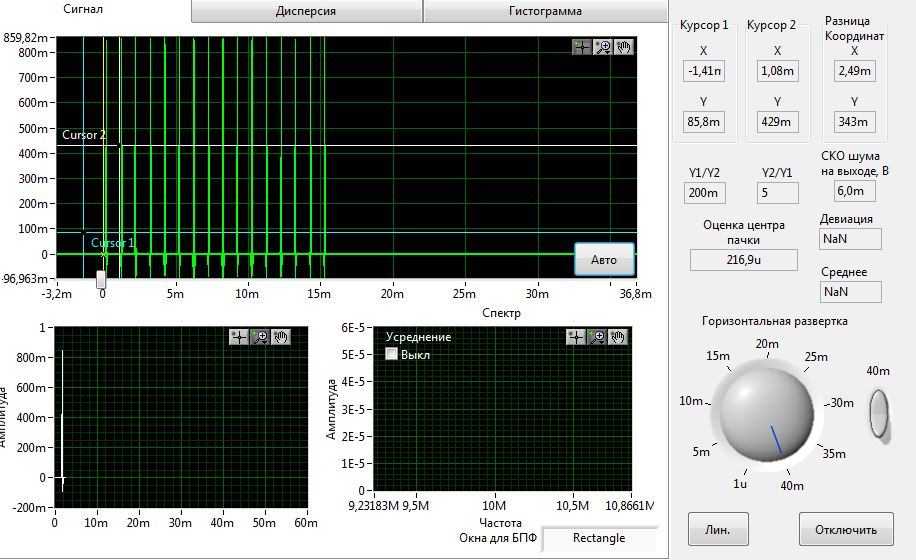 Сигнал
Дисперсия
Гистограмма
859,82m
800m
700m
600m
500m
400m
300m
200m
100m
0
-96,963m
Cursor 2
Cursor 1
Авто
-3,2m 0 5m 10m 15m 20m 25m 30m 36,8m
Спектр
1
800m
600m
400m
200m
0
-200m
Амплитуда
0 10m 20m 30m 40m 50m 60m
6E-5
5E-5
4E-5
3E-5
2E-5
1E-5
0
Амплитуда
Усреднение
Выкл
9,23183M 9,5M 10M 10,5M 10,8661M
Частота
Окна для БПФ Rectangle
Курсор 1 Курсор 2 Разница
Координат
X X X
-1,41m 1,08m 2,49m
Y Y Y
85,8m 429m 343m
Y1/Y2 Y2/Y1 СКО шума
на выходе, В
200m 5 6,0m
Оценка центра
пачки
216,9u
Девиация
NaN
Среднее
NaN
Горизонтальная развертка
20m
15m 25m
10m 30m
5m 35m
1u 40m
40m
Лин. Отключить